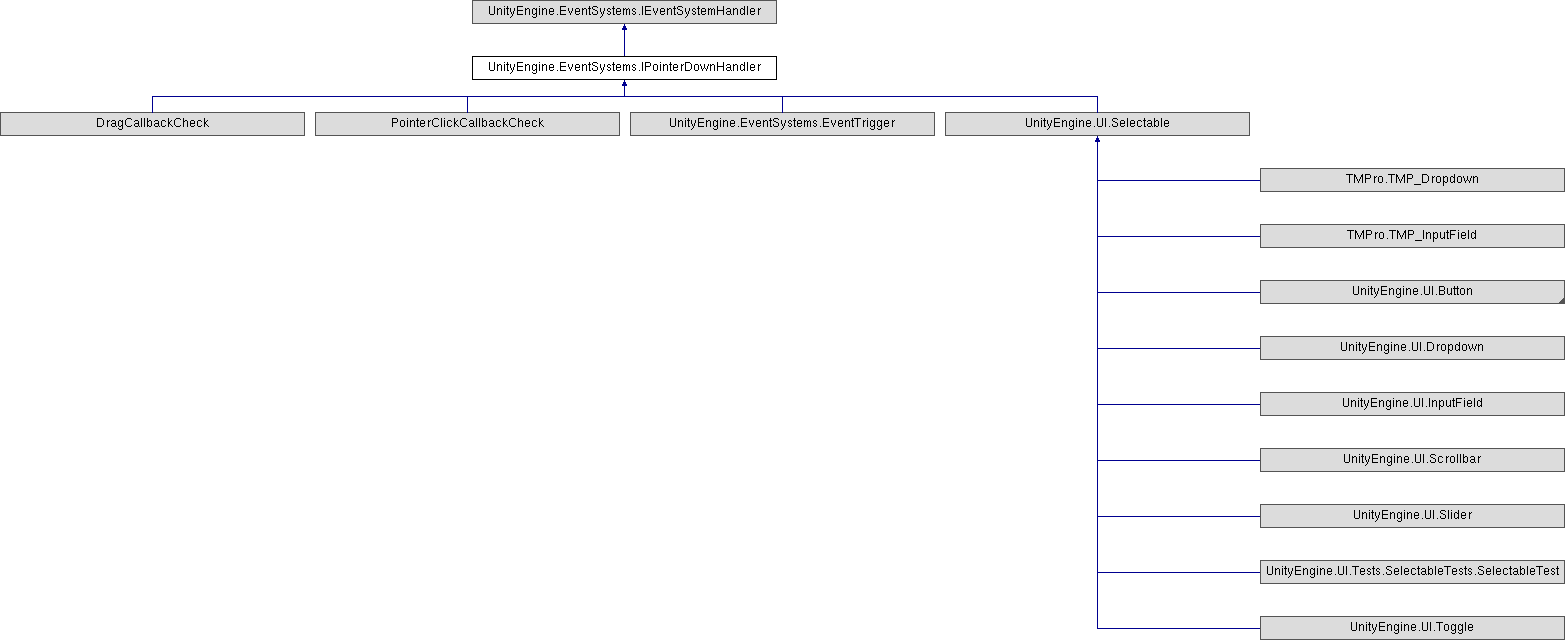 UnityEngine.EventSystems.IEventSystemHandler
UnityEngine.EventSystems.IPointerDownHandler
DragCallbackCheck
PointerClickCallbackCheck
UnityEngine.EventSystems.EventTrigger
UnityEngine.UI.Selectable
TMPro.TMP_Dropdown
TMPro.TMP_InputField
UnityEngine.UI.Button
UnityEngine.UI.Dropdown
UnityEngine.UI.InputField
UnityEngine.UI.Scrollbar
UnityEngine.UI.Slider
UnityEngine.UI.Tests.SelectableTests.SelectableTest
UnityEngine.UI.Toggle